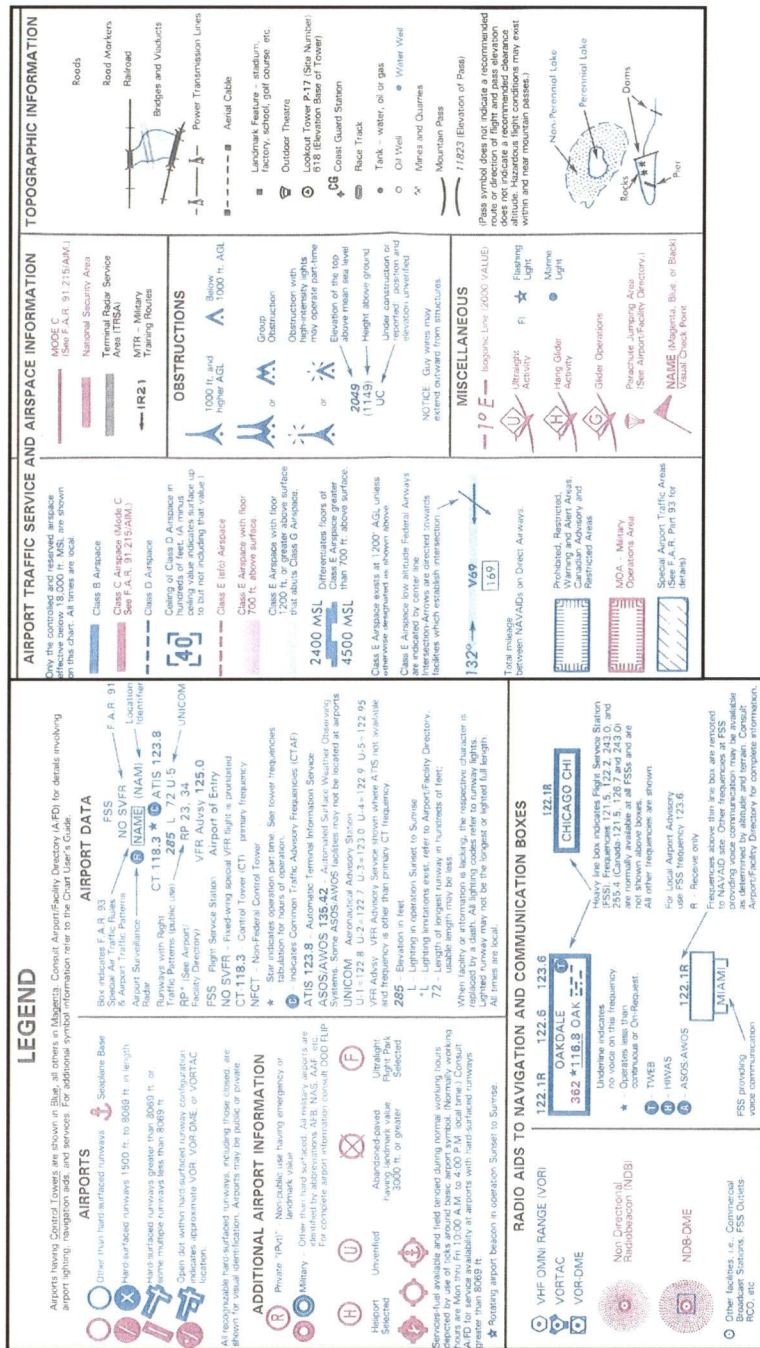 LEGEND
Airports having Control Towers are shown in Blue, all others in Magenta. Consult Airport/Facility Directory (A/FD) for details involving
airport lighting, navigation aids, and services. For additional symbol information refer to the Chart User's Guide.
AIRPORTS
Other than hard-surfaced runways
Seaplane Base
Hard-surfaced runways 1500 ft. to 8069 ft. in length
Hard-surfaced runways greater than 8069 ft. or
some multiple runways less than 8069 ft.
Open dot within hard-surfaced runway configuration
indicates approximate VOR, VOR-DME, or VORTAC
location.
All recognizable hard-surfaced runways, including those closed, are
shown for visual identification. Airports may be public or private
ADDITIONAL AIRPORT INFORMATION
R
Private "(Pvt)" - Non-public use having emergency or
landmark value
Military - Other than hard-surfaced. All military airports are
identified by abbreviations AFB, NAS, AAF, etc.
For complete airport information consult DOD FLIP
H
Heliport
Selected
U
Unverified
Abandoned-paved
having landmark value
3000 ft. or greater
F
Ultralight
Flight Park
Selected
Services-fuel available and field tended during normal working hours
depicted by use of ticks around basic airport symbol. (Normally working
hours are Mon thru Fri 10:00 A.M. to 4:00 P.M. local time.) Consult
A/FD for service availability at airports with hard-surfaced runways
greater than 8069 ft
★ Rotating airport beacon in operation Sunset to Sunrise
AIRPORT DATA
Box indicates F.A.R. 93
Special Air Traffic Rules
& Airport Traffic Patterns
Airport Surveillance
Radar
Runways with Right
Traffic Patterns (public use)
RP* (See Airport/
Facility Directory)
FSS
NO SVFR
R NAME (NAM)
CT 118.3 ★ C ATIS 123.8
285 L 72 U-5
RP 23, 34
VFR Advsy 125.0
Airport of Entry
F.A.R. 91
Location
Identifier
UNICOM
FSS Flight Service Station
NO SVFR - Fixed-wing special VFR flight is prohibited
CT-118.3 - Control Tower (CT) - primary frequency
NFCT - Non-Federal Control Tower
★ Star indicates operation part time. See tower frequencies
tabulation for hours of operation.
C Indicates Common Traffic Advisory Frequencies (CTAF)
ATIS 123.8 - Automatic Terminal Information Service
ASOS/AWOS 135.42 - Automated Surface Weather Observing
Systems. Some ASOS/AWOS facilities may not be located at airports
UNICOM - Aeronautical Advisory Station
U-1=122.8 U-2=122.7 U-3=123.0 U-4=122.9 U-5=122.95
VFR Advsy - VFR Advisory Service shown where ATIS not available
and frequency is other than primary CT frequency
285 - Elevation in feet
L - Lighting in operation Sunset to Sunrise
*L - Lighting limitations exist, refer to Airport/Facility Directory.
72 - Length of longest runway in hundreds of feet;
usable length may be less.
When facility or information is lacking, the respective character is
replaced by a dash. All lighting codes refer to runway lights.
Lighted runway may not be the longest or lighted full length.
All times are local.
RADIO AIDS TO NAVIGATION AND COMMUNICATION BOXES
VHF OMNI RANGE (VOR)
VORTAC
VOR-DME
Non-Directional
Radiobeacon (NDB)
NDB-DME
Other facilities, i.e., Commercial
Broadcast Stations, FSS Outlets
RCO, etc
122.1R 122.6 123.6
OAKDALE
362 *116.8 OAK
T
Underline indicates
no voice on this frequency
★ - Operates less than
continuous or On-Request.
T TWEB
H - HIWAS
A - ASOS/AWOS
122.1R
MIAMI
FSS providing
voice communication
122.1R
CHICAGO CHI
Heavy line box indicates Flight Service Station
(FSS). Frequencies 121.5, 122.2, 243.0, and
255.4 (Canada-121.5, 126.7 and 243.0)
are normally available at all FSSs and are
not shown above boxes.
All other frequencies are shown.
For Local Airport Advisory
use FSS frequency 123.6
R - Receive only
Frequencies above thin line box are remoted
to NAVAID site. Other frequencies at FSS
providing voice communication may be available
as determined by altitude and terrain. Consult
Airport/Facility Directory for complete information.
AIRPORT TRAFFIC SERVICE AND AIRSPACE INFORMATION
Only the controlled and reserved airspace
effective below 18,000 ft. MSL are shown
on this chart. All times are local.
Class B Airspace
Class C Airspace (Mode C
See F.A.R. 91.215/AIM.)
Class D Airspace
[40]
Ceiling of Class D Airspace in
hundreds of feet. (A minus
ceiling value indicates surface up
to but not including that value.)
Class E (sfc) Airspace
Class E Airspace with floor
700 ft. above surface.
Class E Airspace with floor
1200 ft. or greater above surface
that abuts Class G Airspace.
2400 MSL
4500 MSL
Differentiates floors of
Class E Airspace greater
than 700 ft. above surface.
Class E Airspace exists at 1200' AGL unless
otherwise designated as shown above
Class E Airspace low altitude Federal Airways
are indicated by center line
Intersection-Arrows are directed towards
facilities which establish intersection.
132°
V69
169
Total mileage
between NAVAIDs on Direct Airways.
Prohibited, Restricted,
Warning and Alert Areas,
Canadian Advisory and
Restricted Areas
MOA - Military
Operations Area
Special Airport Traffic Areas
(See F.A.R. Part 93 for
details)
MODE C
(See F.A.R. 91.215/AIM.)
National Security Area
Terminal Radar Service
Area (TRSA)
IR21
MTR - Military
Training Routes
OBSTRUCTIONS
1000 ft. and
higher AGL
Below
1000 ft. AGL
or
Group
Obstruction
or
Obstruction with
high-intensity lights
may operate part-time
2049
(1149)
UC
Elevation of the top
above mean sea level
Height above ground
Under construction or
reported: position and
elevation unverified
NOTICE: Guy wires may
extend outward from structures.
MISCELLANEOUS
1° E
Isogonic Line (2000 VALUE)
U
Ultralight
Activity
Fl
Flashing
Light
H
Hang Glider
Activity
Marine
Light
G
Glider Operations
Parachute Jumping Area
(See Airport/Facility Directory.)
NAME (Magenta, Blue, or Black)
Visual Check Point
TOPOGRAPHIC INFORMATION
Roads
Road Markers
Railroad
Bridges and Viaducts
Power Transmission Lines
Aerial Cable
Landmark Feature - stadium,
factory, school, golf course, etc.
Outdoor Theatre
Lookout Tower P-17 (Site Number)
618 (Elevation Base of Tower)
CG
Coast Guard Station
Race Track
Tank - water, oil or gas
Oil Well
Water Well
Mines and Quarries
Mountain Pass
11823 (Elevation of Pass)
(Pass symbol does not indicate a recommended
route or direction of flight and pass elevation
does not indicate a recommended clearance
altitude. Hazardous flight conditions may exist
within and near mountain passes.)
Non-Perennial Lake
Perennial Lake
Rocks
Dams
Pier